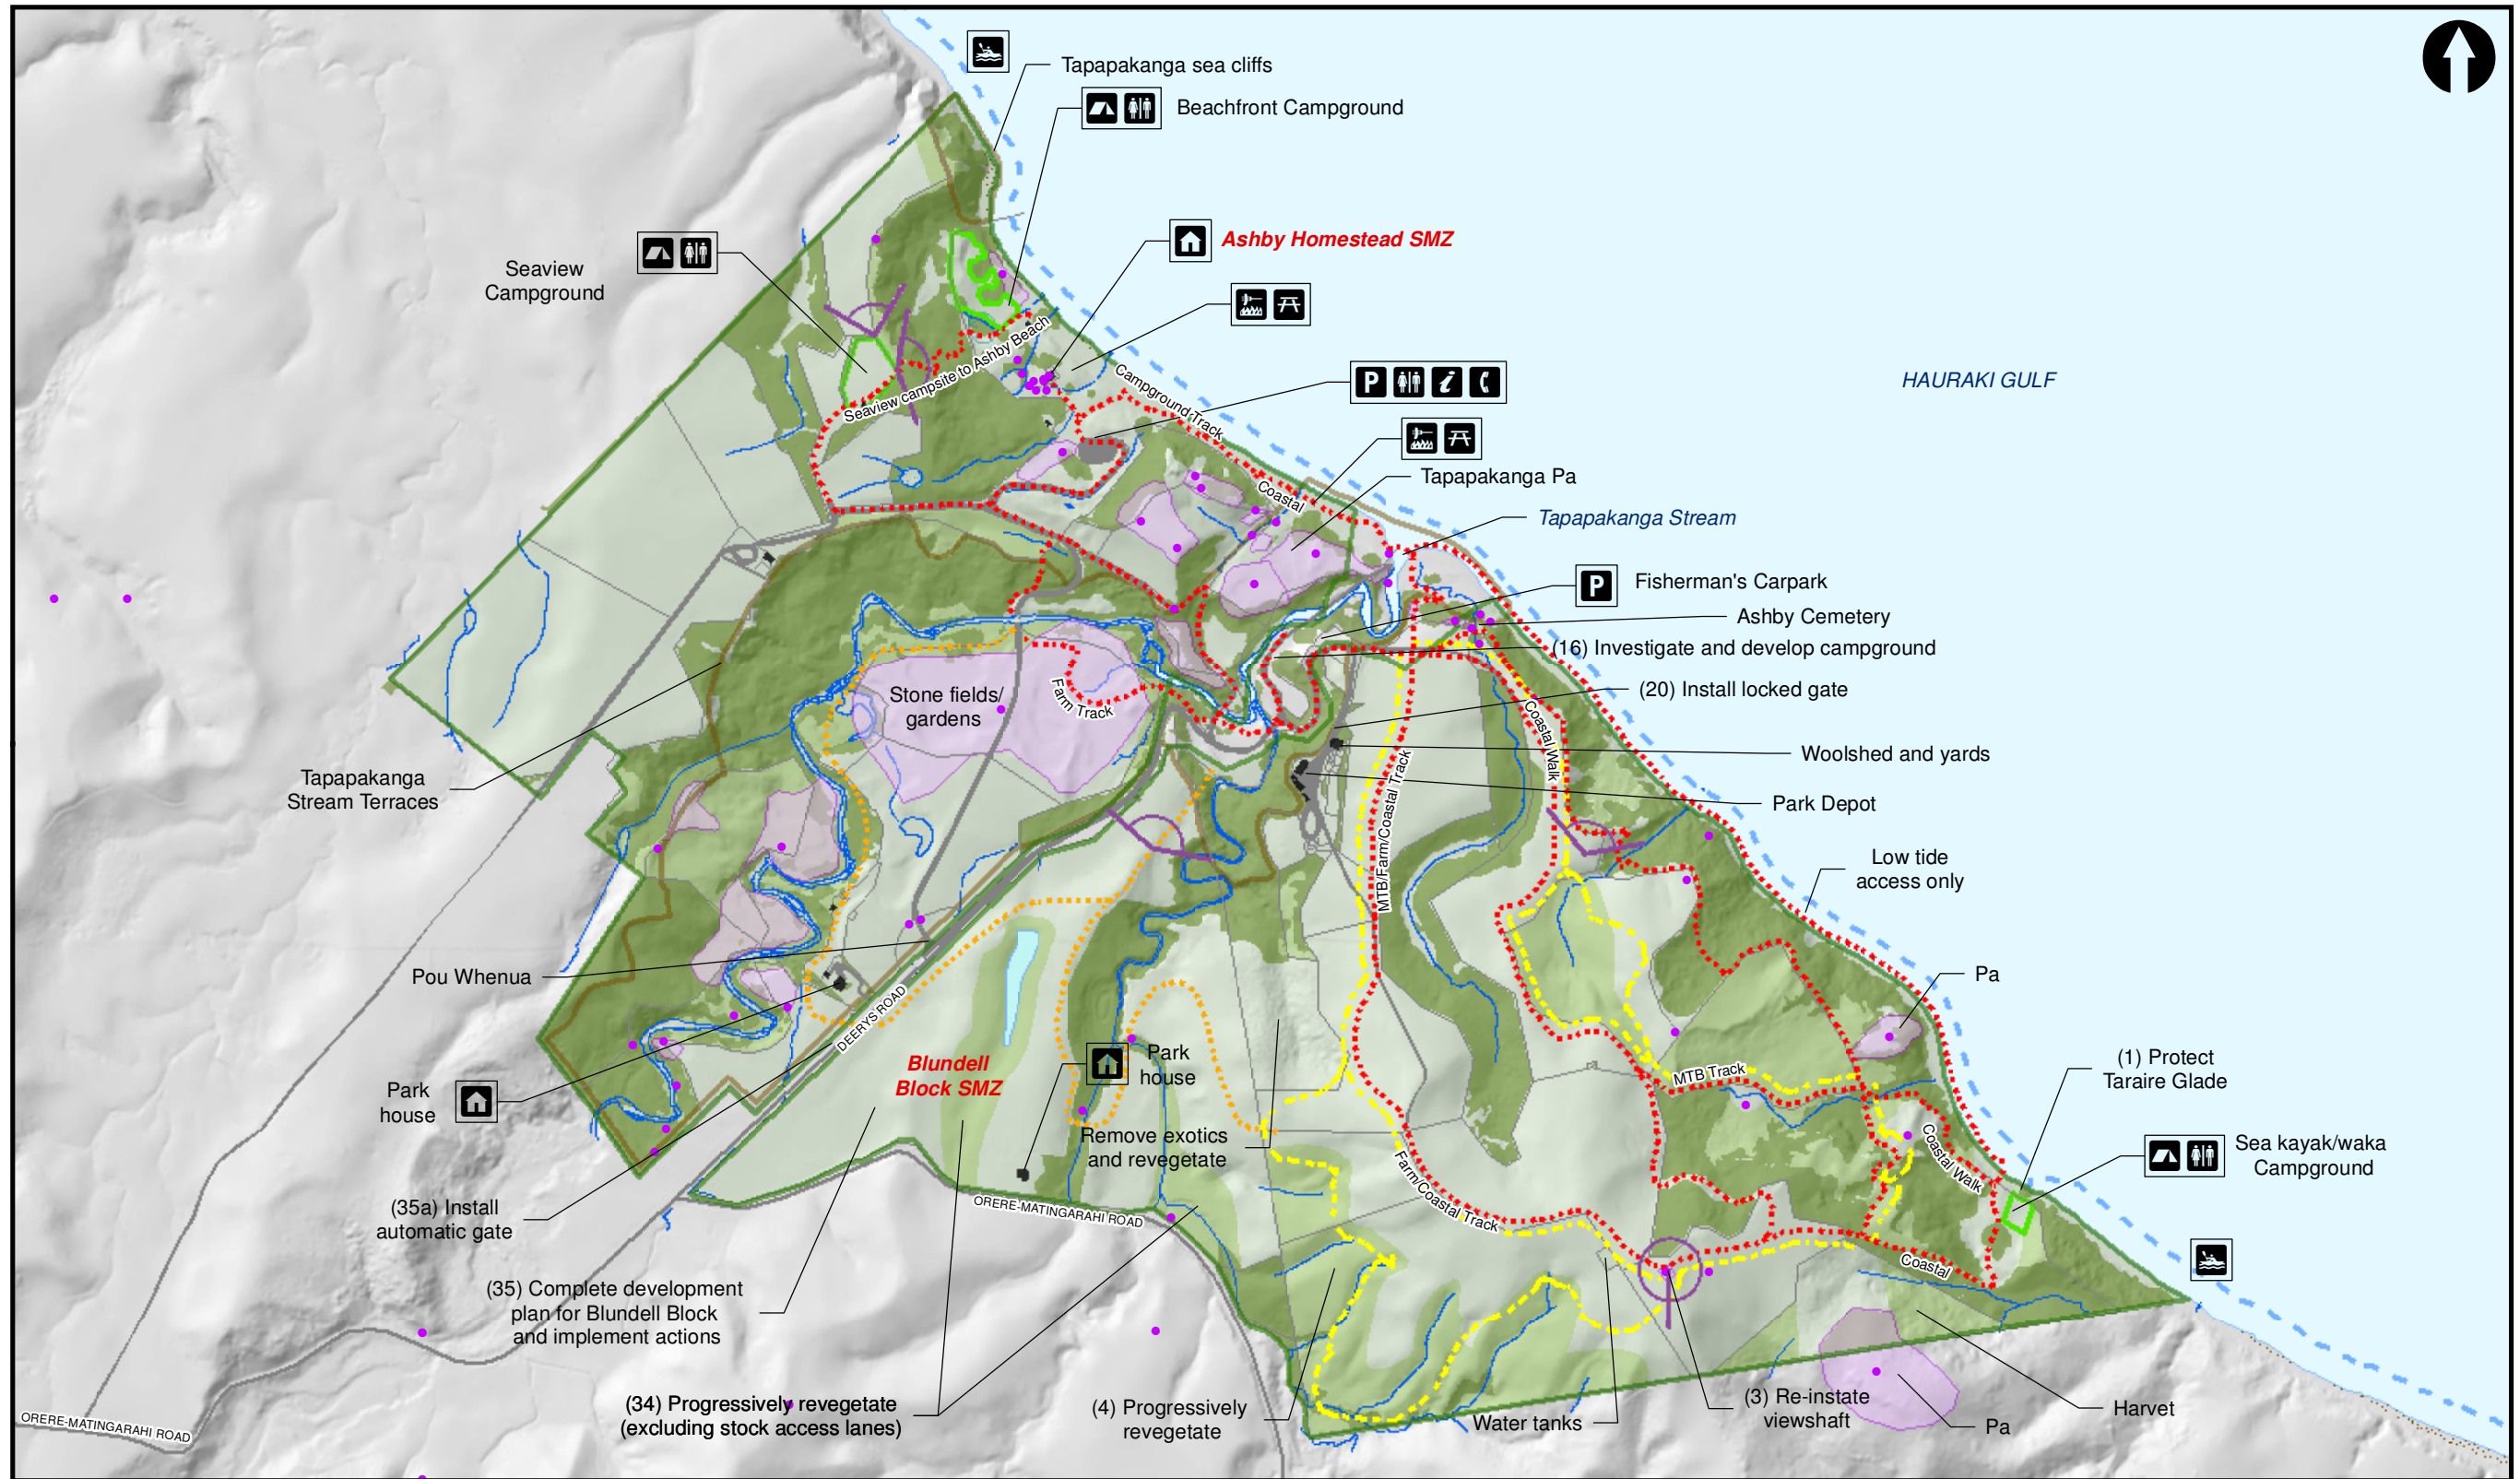 Tapapakanga sea cliffs
Beachfront Campground
Ashby Homestead SMZ
Seaview
Campground
Seaview campsite to Ashby Beach
Campground Track
HAURAKI GULF
P
i
Coastal
Tapapakanga Pa
Tapapakanga Stream
P
Fisherman's Carpark
Ashby Cemetery
(16) Investigate and develop campground
(20) Install locked gate
Stone fields/
gardens
Farm Track
Coastal Walk
Woolshed and yards
Tapapakanga
Stream Terraces
MTB/Farm/Coastal Track
Park Depot
Low tide
access only
Pou Whenua
Pa
DEERYS ROAD
Blundell
Block SMZ
Park
house
Park
house
MTB Track
(1) Protect
Taraire Glade
Remove exotics
and revegetate
Coastal Walk
Sea kayak/waka
Campground
Farm/Coastal Track
(35a) Install
automatic gate
ORERE-MATINGARAHI ROAD
Coastal
(35) Complete development
plan for Blundell Block
and implement actions
(34) Progressively revegetate
(excluding stock access lanes)
(4) Progressively
revegetate
Water tanks
(3) Re-instate
viewshaft
Pa
Harvet
ORERE-MATINGARAHI ROAD